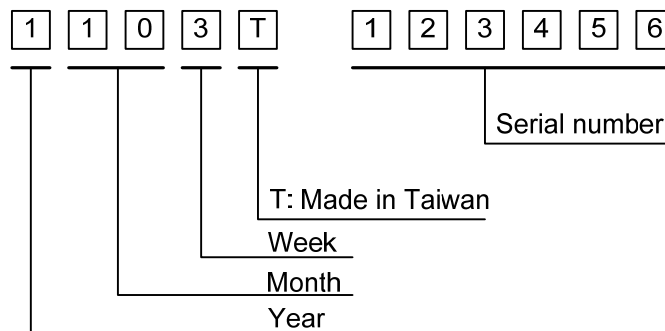 1 1 0 3 T 1 2 3 4 5 6
Serial number
T: Made in Taiwan
Week
Month
Year